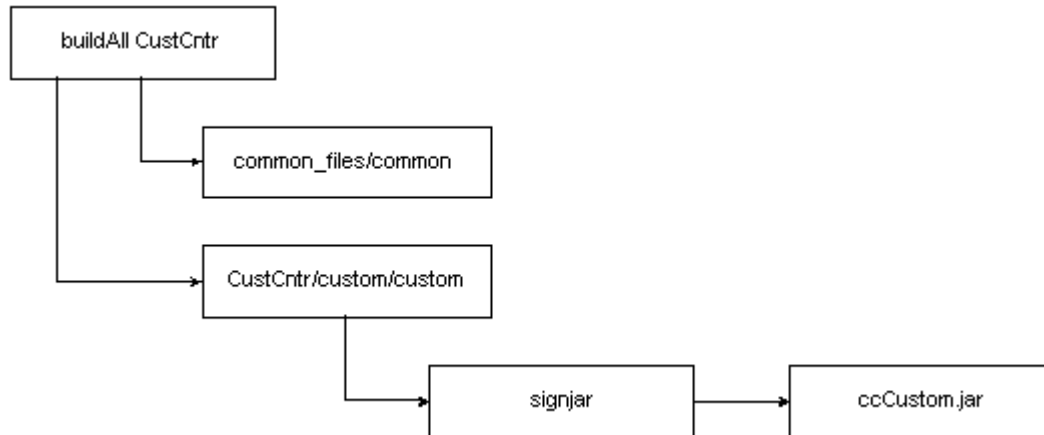 buildAll CustCntr
common_files/common
CustCntr/custom/custom
signjar
ccCustom.jar